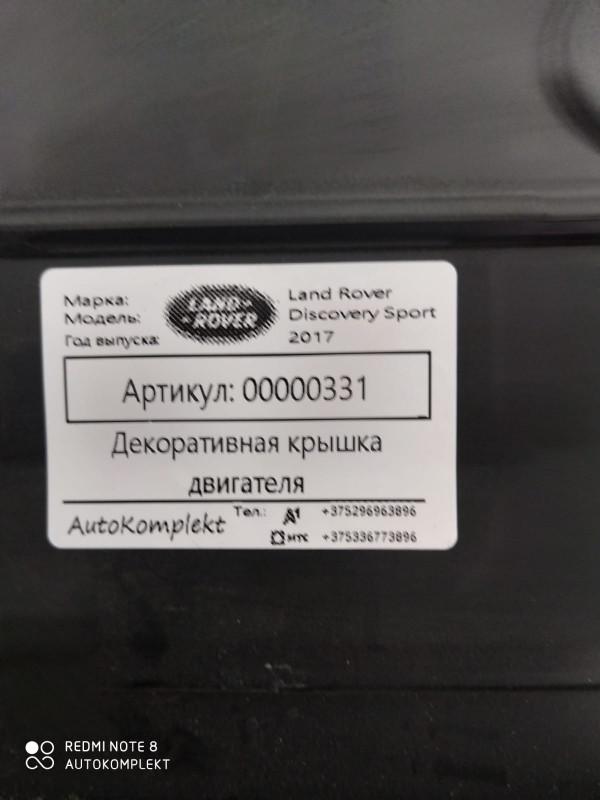 Марка:
Модель:
Год выпуска:
LAND-
-ROVER
Land Rover
Discovery Sport
2017
Артикул: 00000331
Декоративная крышка
двигателя
AutoKomplekt
Тел.:
A1 +375296963896
мтс +375336773896
REDMI NOTE 8
AUTOKOMPLEKT